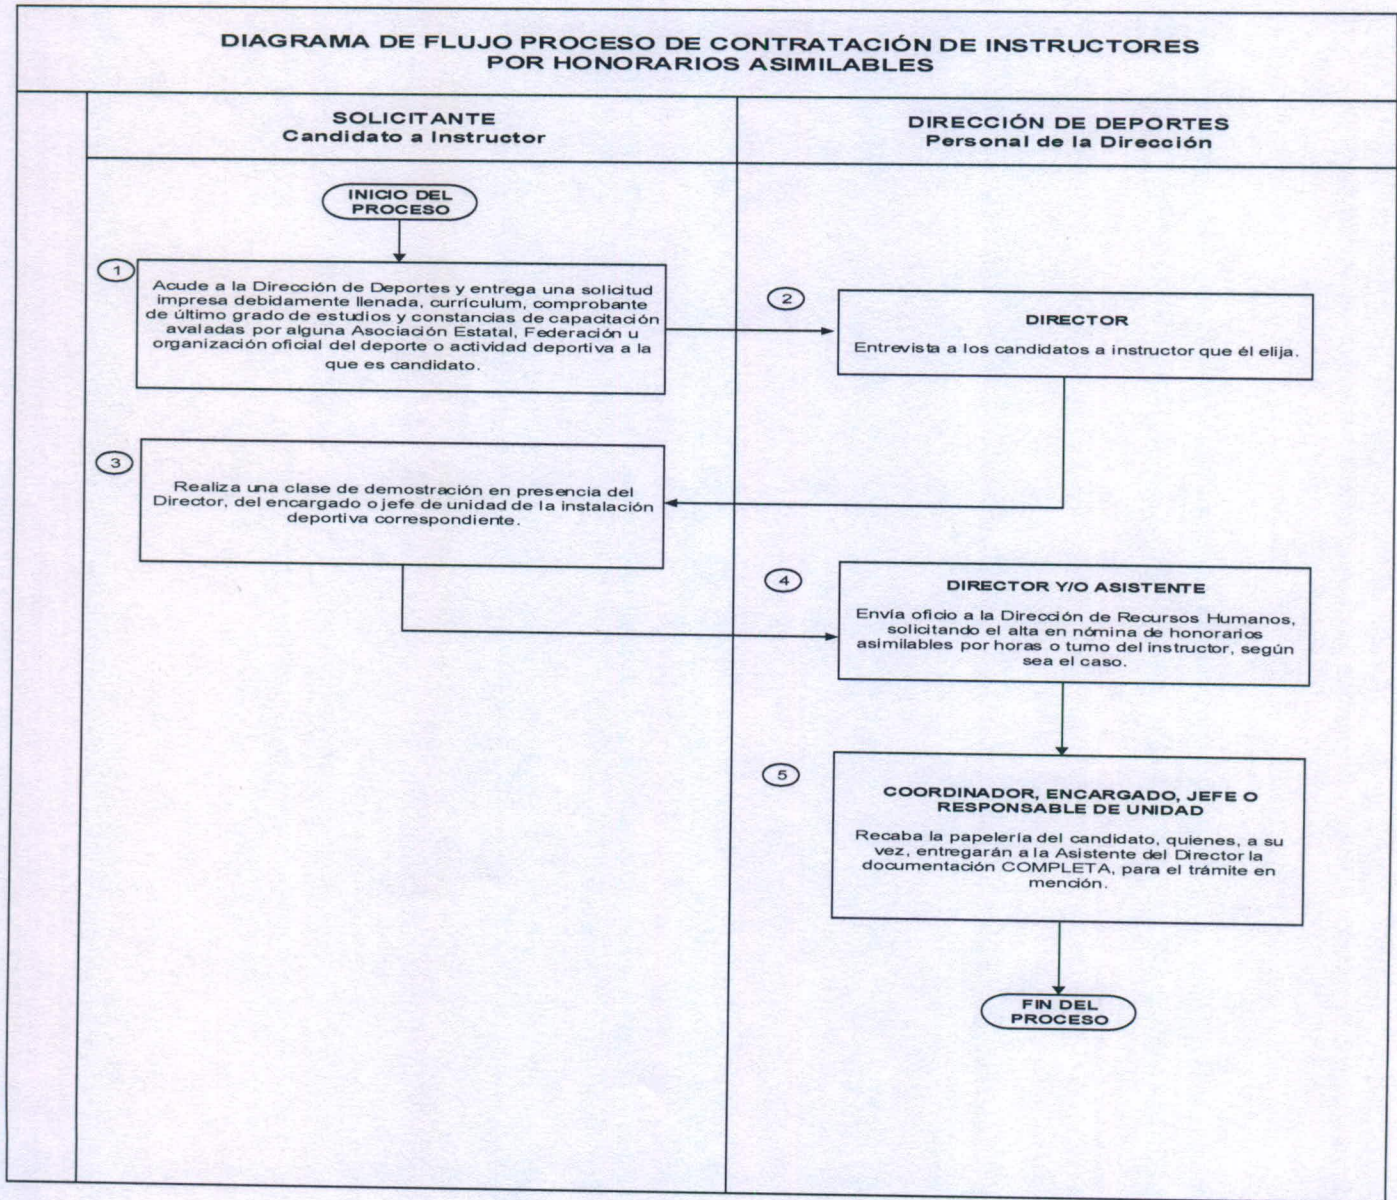 DIAGRAMA DE FLUJO PROCESO DE CONTRATACIÓN DE INSTRUCTORES
POR HONORARIOS ASIMILABLES
SOLICITANTE
Candidato a Instructor
DIRECCIÓN DE DEPORTES
Personal de la Dirección
INICIO DEL
PROCESO
1
Acude a la Dirección de Deportes y entrega una solicitud
impresa debidamente llenada, currículum, comprobante
de último grado de estudios y constancias de capacitación
avaladas por alguna Asociación Estatal, Federación u
organización oficial del deporte o actividad deportiva a la
que es candidato.
2
DIRECTOR
Entrevista a los candidatos a instructor que él elija.
3
Realiza una clase de demostración en presencia del
Director, del encargado o jefe de unidad de la instalación
deportiva correspondiente.
4
DIRECTOR Y/O ASISTENTE
Envía oficio a la Dirección de Recursos Humanos,
solicitando el alta en nómina de honorarios
asimilables por horas o turno del instructor, según
sea el caso.
5
COORDINADOR, ENCARGADO, JEFE O
RESPONSABLE DE UNIDAD
Recaba la papelería del candidato, quienes, a su
vez, entregarán a la Asistente del Director la
documentación COMPLETA, para el trámite en
mención.
FIN DEL
PROCESO